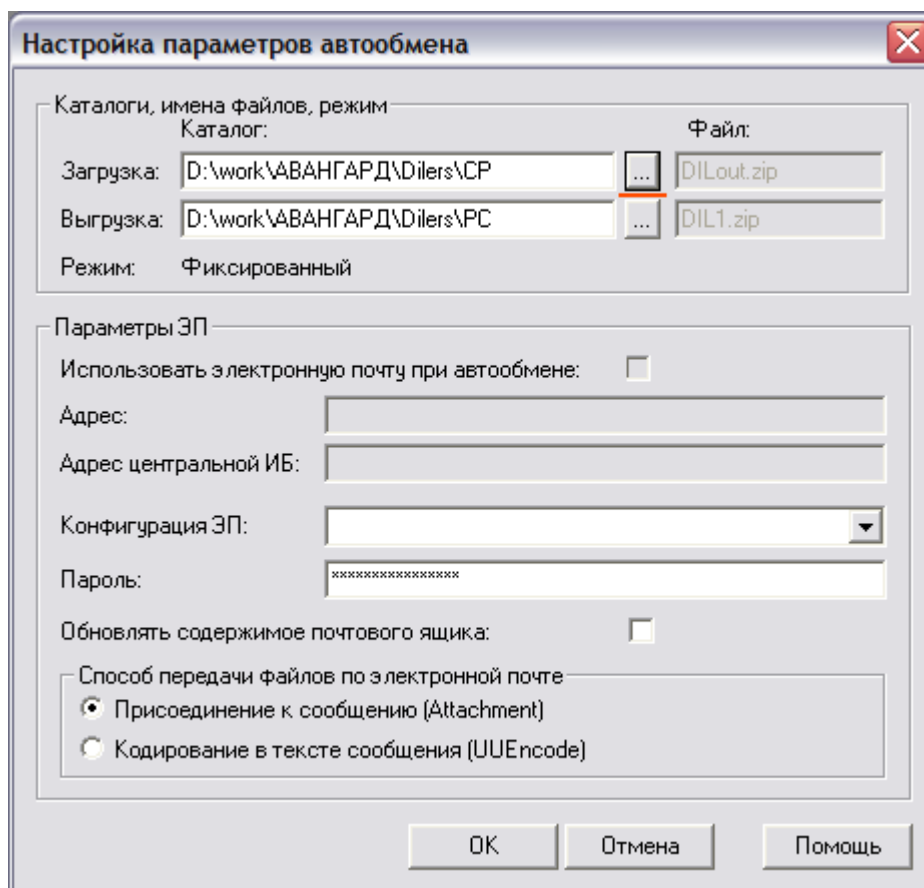 Настройка параметров автообмена
Каталоги, имена файлов, режим
Каталог: Файл:
Загрузка: D:\work\АВАНГАРД\Dilers\CP ... DILout.zip
Выгрузка: D:\work\АВАНГАРД\Dilers\PC ... DIL1.zip
Режим: Фиксированный
Параметры ЭП
Использовать электронную почту при автообмене:
Адрес:
Адрес центральной ИБ:
Конфигурация ЭП:
Пароль: ****************
Обновлять содержимое почтового ящика:
Способ передачи файлов по электронной почте
Присоединение к сообщению (Attachment)
Кодирование в тексте сообщения (UUEncode)
OK Отмена Помощь